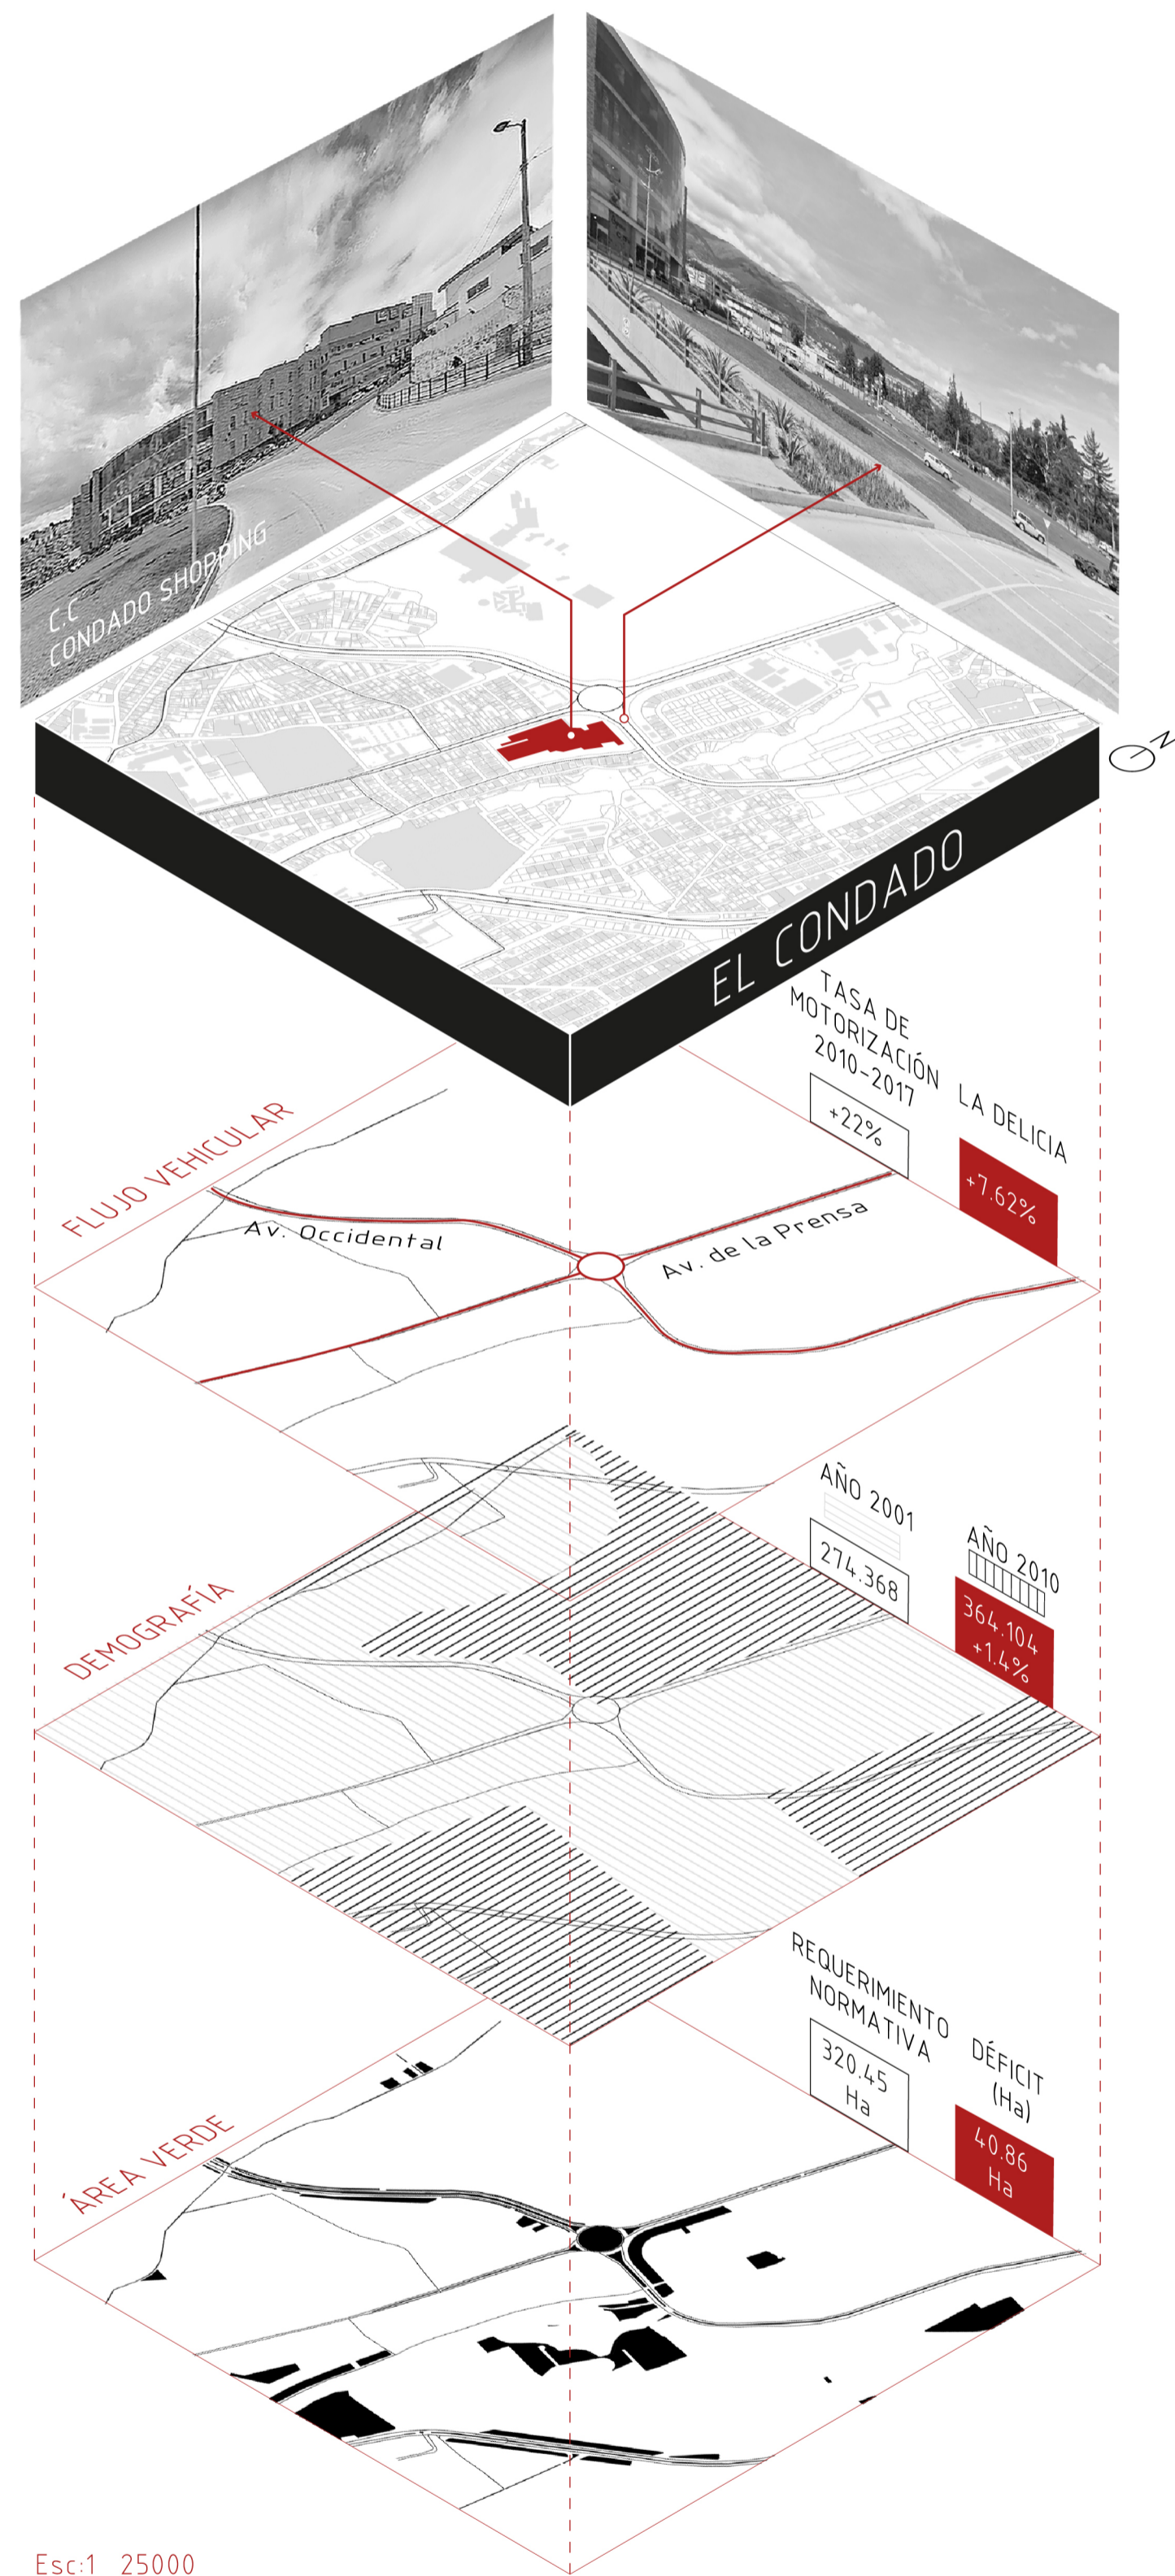 C.C
CONDADO SHOPPING
N
EL CONDADO
FLUJO VEHICULAR
TASA DE
MOTORIZACIÓN
2010-2017
+22%
LA DELICIA
+7.62%
Av. Occidental
Av. de la Prensa
DEMOGRAFÍA
AÑO 2001
274.368
AÑO 2010
364.104
+1.4%
ÁREA VERDE
REQUERIMIENTO
NORMATIVA
320.45
Ha
DÉFICIT
(Ha)
40.86
Ha
Esc:1 25000